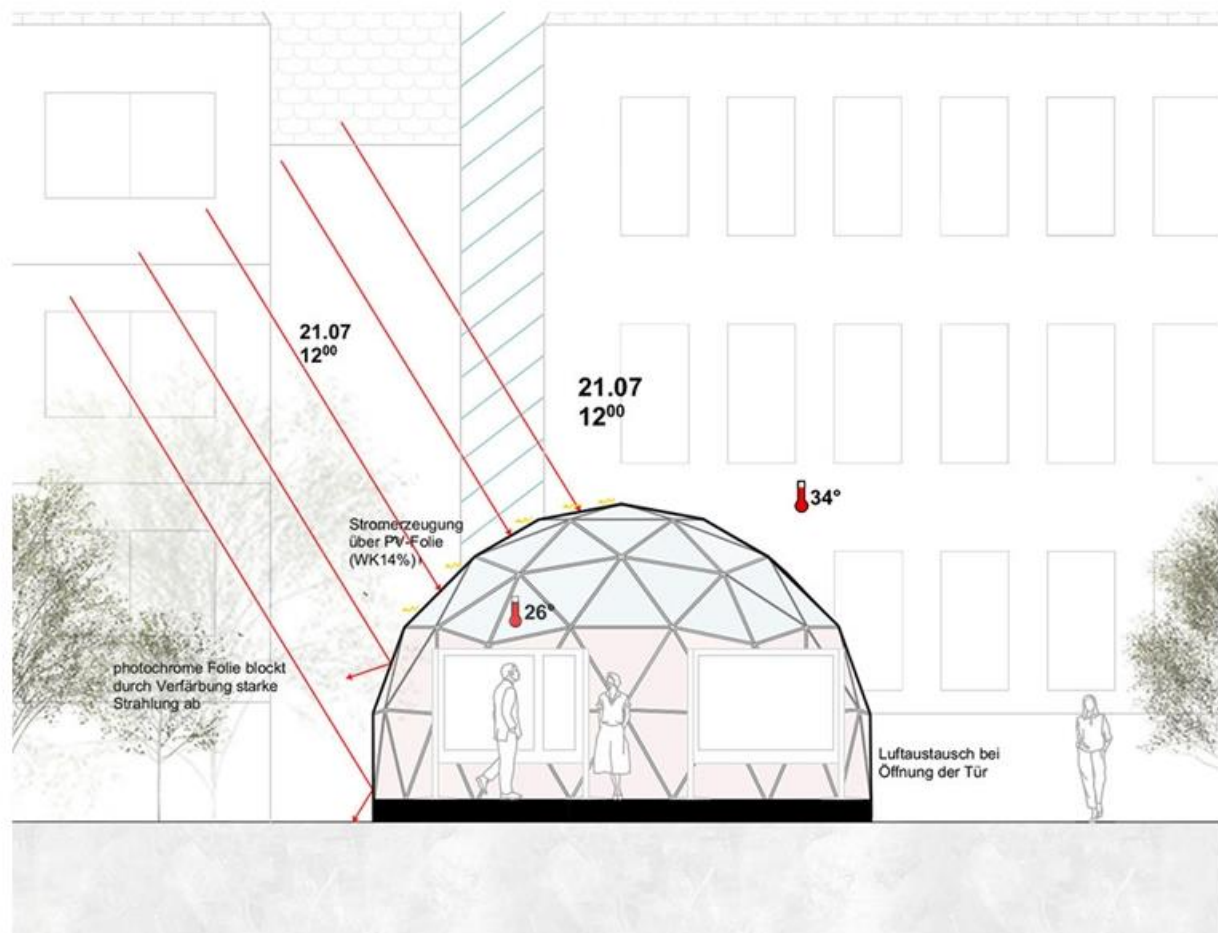 21.07
12⁰⁰
21.07
12⁰⁰
34°
Stromerzeugung
über PV-Folie
(WK14%)
26°
photochrome Folie blockt
durch Verfärbung starke
Strahlung ab
Luftaustausch bei
Öffnung der Tür